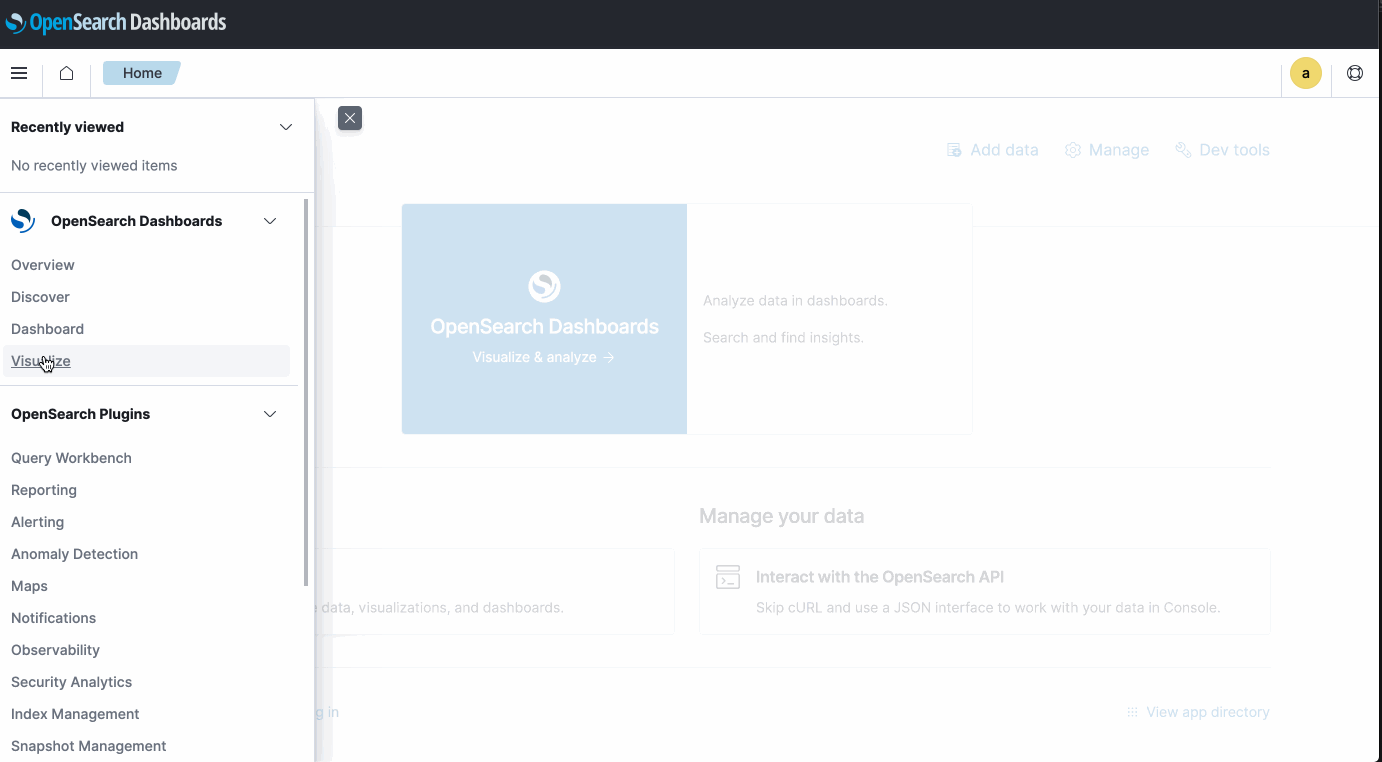 OpenSearch Dashboards
Home
a
Recently viewed
No recently viewed items
OpenSearch Dashboards
Overview
Discover
Dashboard
Visualize
OpenSearch Plugins
Query Workbench
Reporting
Alerting
Anomaly Detection
Maps
Notifications
Observability
Security Analytics
Index Management
Snapshot Management
Add data
Manage
Dev tools
OpenSearch Dashboards
Visualize & analyze →
Analyze data in dashboards.
Search and find insights.
Manage your data
data, visualizations, and dashboards.
Interact with the OpenSearch API
Skip cURL and use a JSON interface to work with your data in Console.
in
View app directory